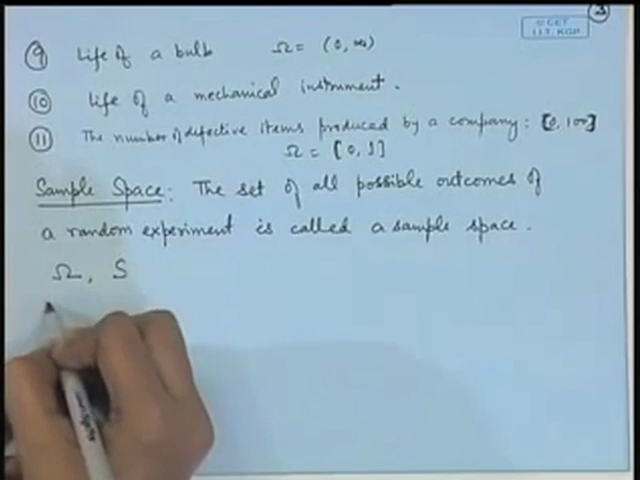 3
© CET
I.I.T. KGP
9 Life of a bulb Ω = (0, ∞)
10 Life of a mechanical instrument.
11 The number of defective items produced by a company: [0, 100]
Ω = [0, 1]
Sample Space: The set of all possible outcomes of
a random experiment is called a sample space.
Ω, S